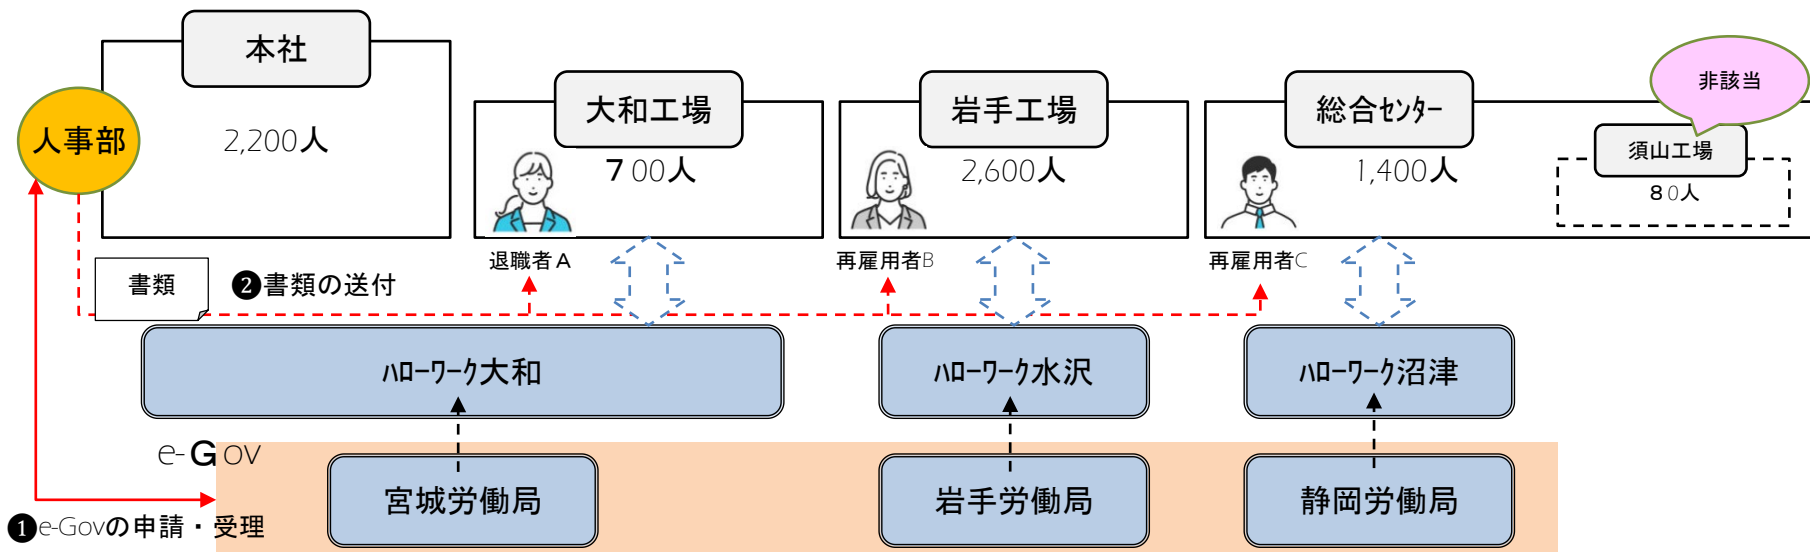 本社
大和工場
岩手工場
総合ｾﾝﾀｰ
非該当
人事部
2,200人
700人
2,600人
1,400人
須山工場
80人
退職者A
再雇用者B
再雇用者C
書類
❷書類の送付
ﾊﾛｰﾜｰｸ大和
ﾊﾛｰﾜｰｸ水沢
ﾊﾛｰﾜｰｸ沼津
e-Gov
宮城労働局
岩手労働局
静岡労働局
❶e-Govの申請・受理